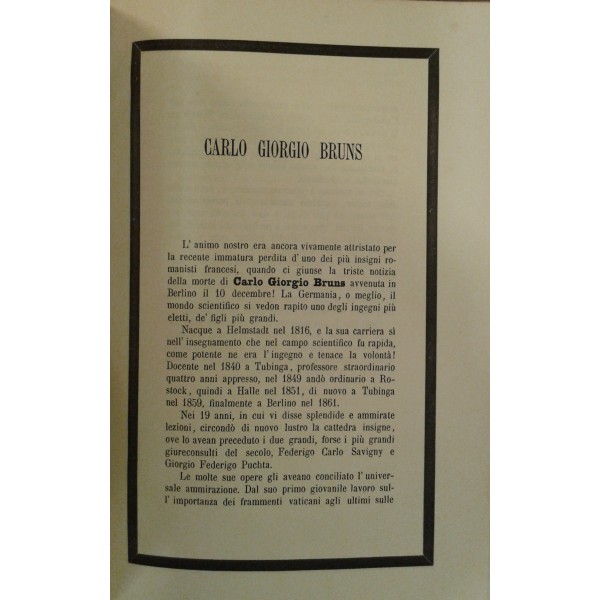 CARLO GIORGIO BRUNS
L' animo nostro era ancora vivamente attristato per
la recente immatura perdita d' uno dei più insigni ro-
manisti francesi, quando ci giunse la triste notizia
della morte di Carlo Giorgio Bruns avvenuta in
Berlino il 10 decembre! La Germania, o meglio, il
mondo scientifico si vedon rapito uno degli ingegni più
eletti, de' figli più grandi.
Nacque a Helmstadt nel 1816, e la sua carriera sì
nell' insegnamento che nel campo scientifico fu rapida,
come potente ne era l' ingegno e tenace la volontà!
Docente nel 1840 a Tubinga, professore straordinario
quattro anni appresso, nel 1849 andò ordinario a Ro-
stock, quindi a Halle nel 1851, di nuovo a Tubinga
nel 1859, finalmente a Berlino nel 1861.
Nei 19 anni, in cui vi disse splendide e ammirate
lezioni, circondò di nuovo lustro la cattedra insigne,
ove lo avean preceduto i due grandi, forse i più grandi
giureconsulti del secolo, Federigo Carlo Savigny e
Giorgio Federigo Puchta.
Le molte sue opere gli aveano conciliato l' univer-
sale ammirazione. Dal suo primo giovanile lavoro sul-
l' importanza dei frammenti vaticani agli ultimi sulle